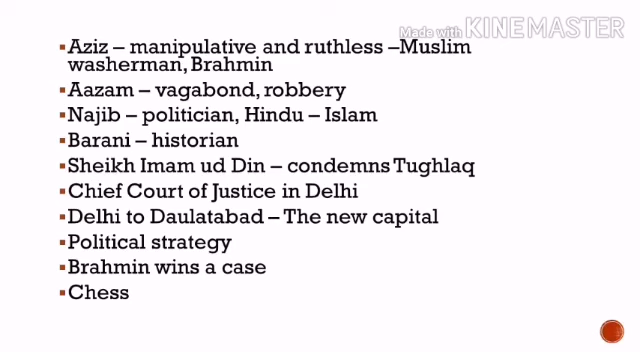 Made with KINEMASTER
▪Aziz – manipulative and ruthless –Muslim
washerman, Brahmin
▪Aazam – vagabond, robbery
▪Najib – politician, Hindu – Islam
▪Barani – historian
▪Sheikh Imam ud Din – condemns Tughlaq
▪Chief Court of Justice in Delhi
▪Delhi to Daulatabad – The new capital
▪Political strategy
▪Brahmin wins a case
▪Chess